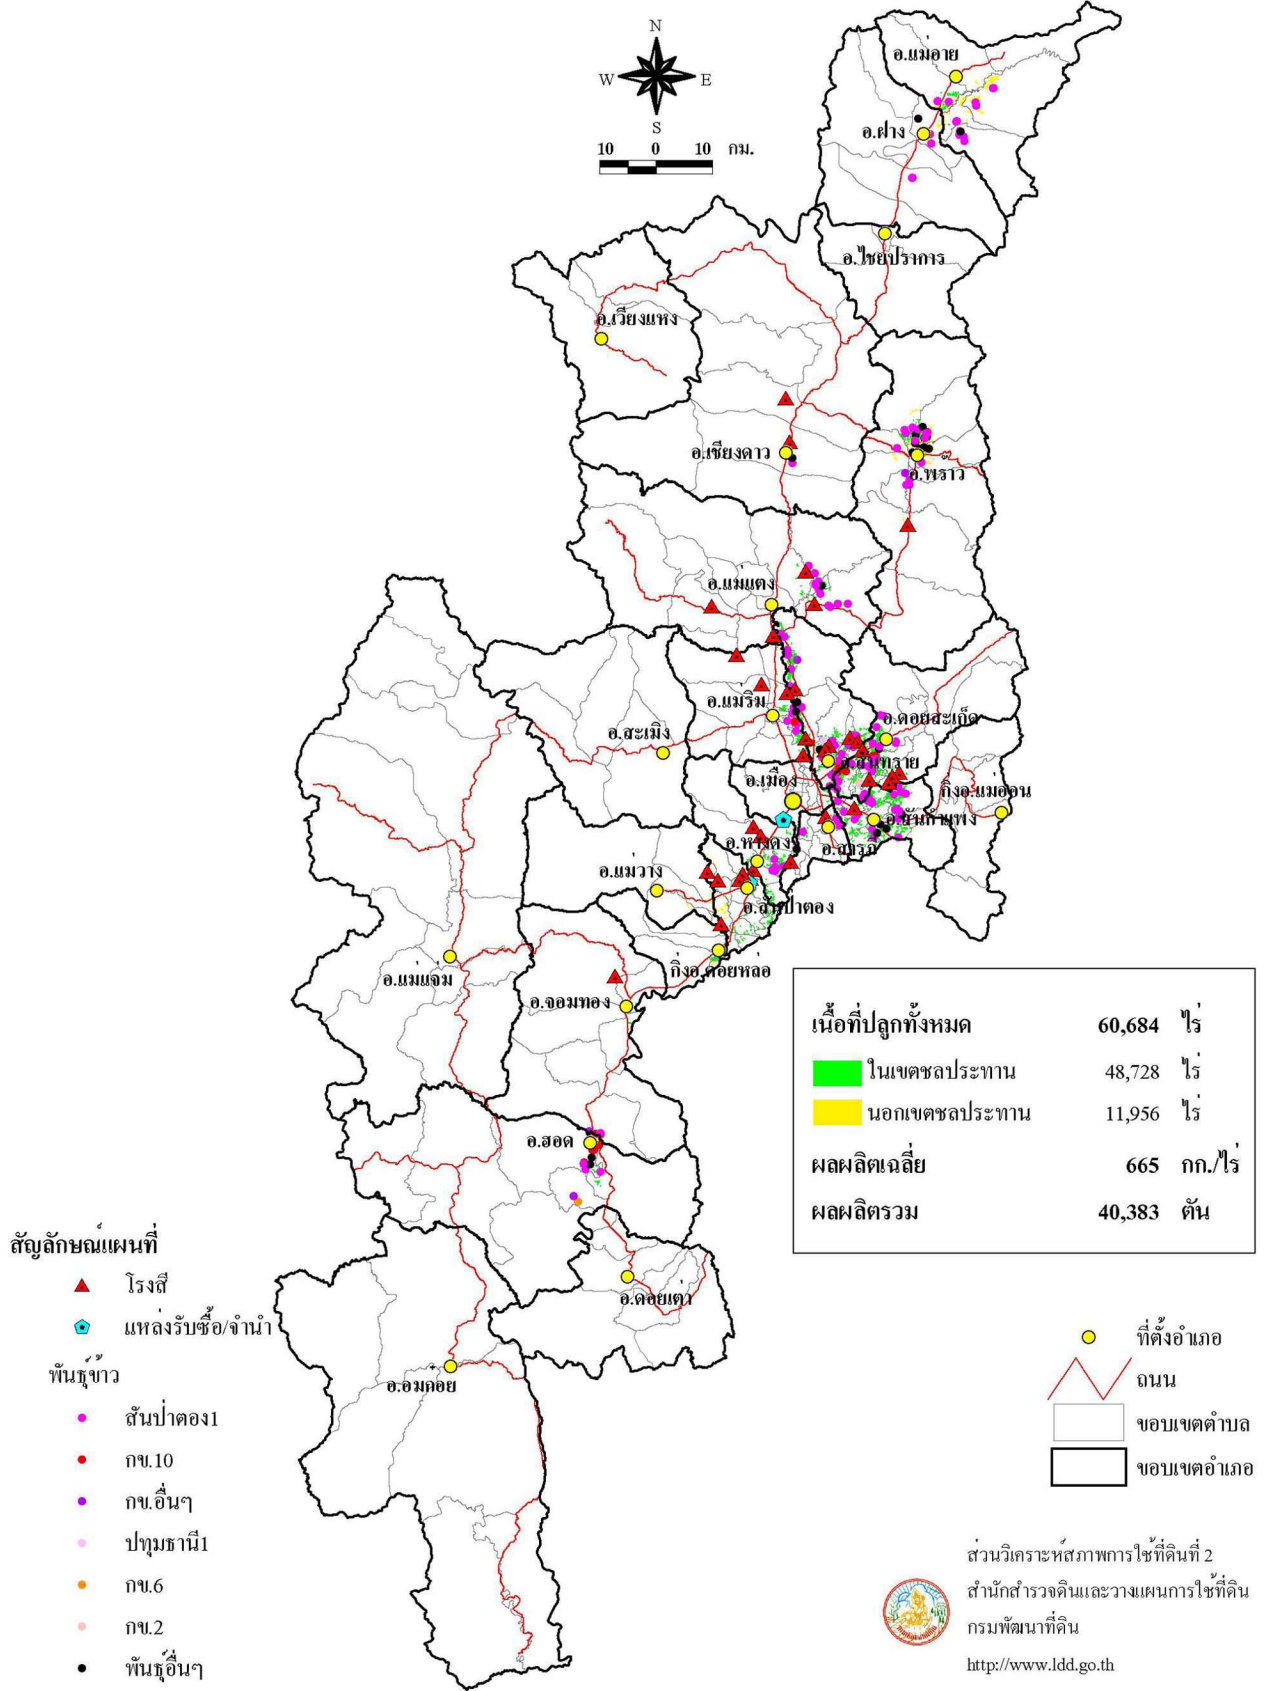 N
W E
S
10 0 10 กม.
อ.แม่อาย
อ.ฝาง
อ.ไชยปราการ
อ.เวียงแหง
อ.เชียงดาว
อ.พร้าว
อ.แม่แตง
อ.แม่ริม
อ.ดอยสะเก็ด
อ.สะเมิง
อ.สันทราย
อ.เมือง
กิ่งอ.แม่ออน
อ.สันกำแพง
อ.หางดง
อ.สารภี
อ.แม่วาง
อ.สันป่าตอง
อ.แม่แจ่ม
กิ่งอ.ดอยหล่อ
อ.จอมทอง
อ.ฮอด
อ.ดอยเต่า
อ.อมก๋อย
เนื้อที่ปลูกทั้งหมด 60,684 ไร่
ในเขตชลประทาน 48,728 ไร่
นอกเขตชลประทาน 11,956 ไร่
ผลผลิตเฉลี่ย 665 กก./ไร่
ผลผลิตรวม 40,383 ตัน
สัญลักษณ์แผนที่
โรงสี
แหล่งรับซื้อ/จำนำ
พันธุ์ข้าว
สันป่าตอง1
กข.10
กข.อื่นๆ
ปทุมธานี1
กข.6
กข.2
พันธุ์อื่นๆ
ที่ตั้งอำเภอ
ถนน
ขอบเขตตำบล
ขอบเขตอำเภอ
ส่วนวิเคราะห์สภาพการใช้ที่ดินที่ 2
สำนักสำรวจดินและวางแผนการใช้ที่ดิน
กรมพัฒนาที่ดิน
http://www.ldd.go.th